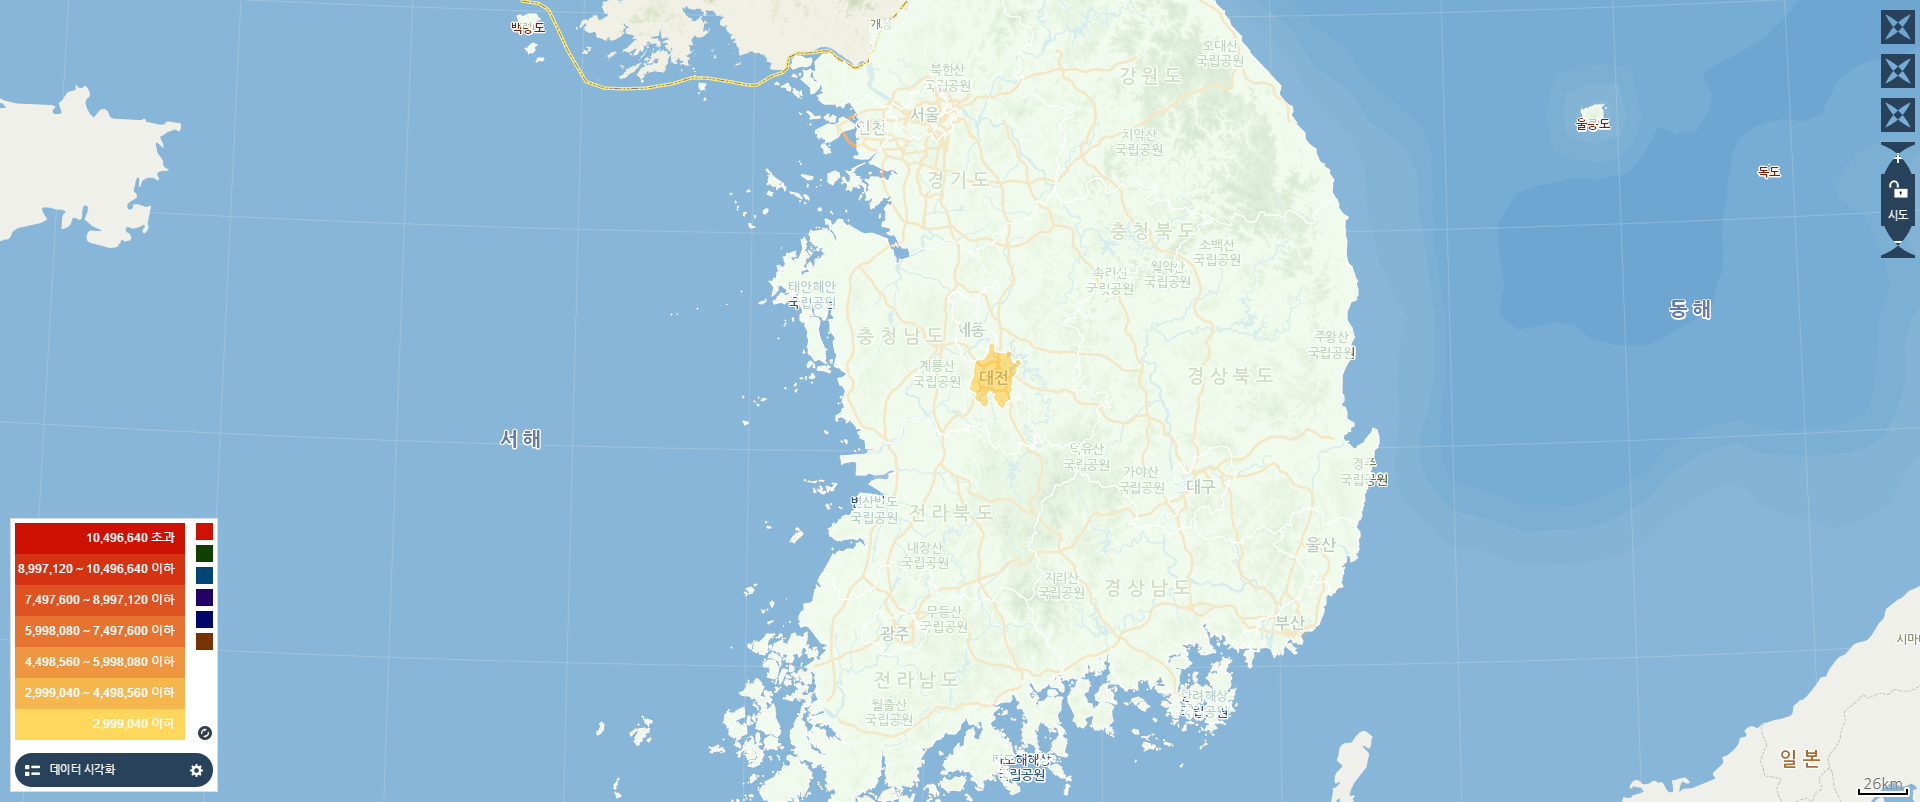 백령도
개성
오대산
국립공원
북한산
국립공원
강원도
서울
인천
치악산
국립공원
울릉도
독도
경기도
충청북도
소백산
국립공원
월악산
국립공원
속리산
국립공원
태안해안
국립공원
동해
충청남도
세종
주왕산
국립공원
계룡산
국립공원
대전
경상북도
서해
덕유산
국립공원
가야산
국립공원
대구
경주
국립공원
변산반도
국립공원
전라북도
내장산
국립공원
울산
지리산
국립공원
경상남도
무등산
국립공원
광주
부산
시마
전라남도
월출산
국립공원
한려해상
국립공원
다도해해상
국립공원
일본
26km
+
시도
−
10,496,640 초과
8,997,120 ~ 10,496,640 이하
7,497,600 ~ 8,997,120 이하
5,998,080 ~ 7,497,600 이하
4,498,560 ~ 5,998,080 이하
2,999,040 ~ 4,498,560 이하
2,999,040 이하
데이터 시각화